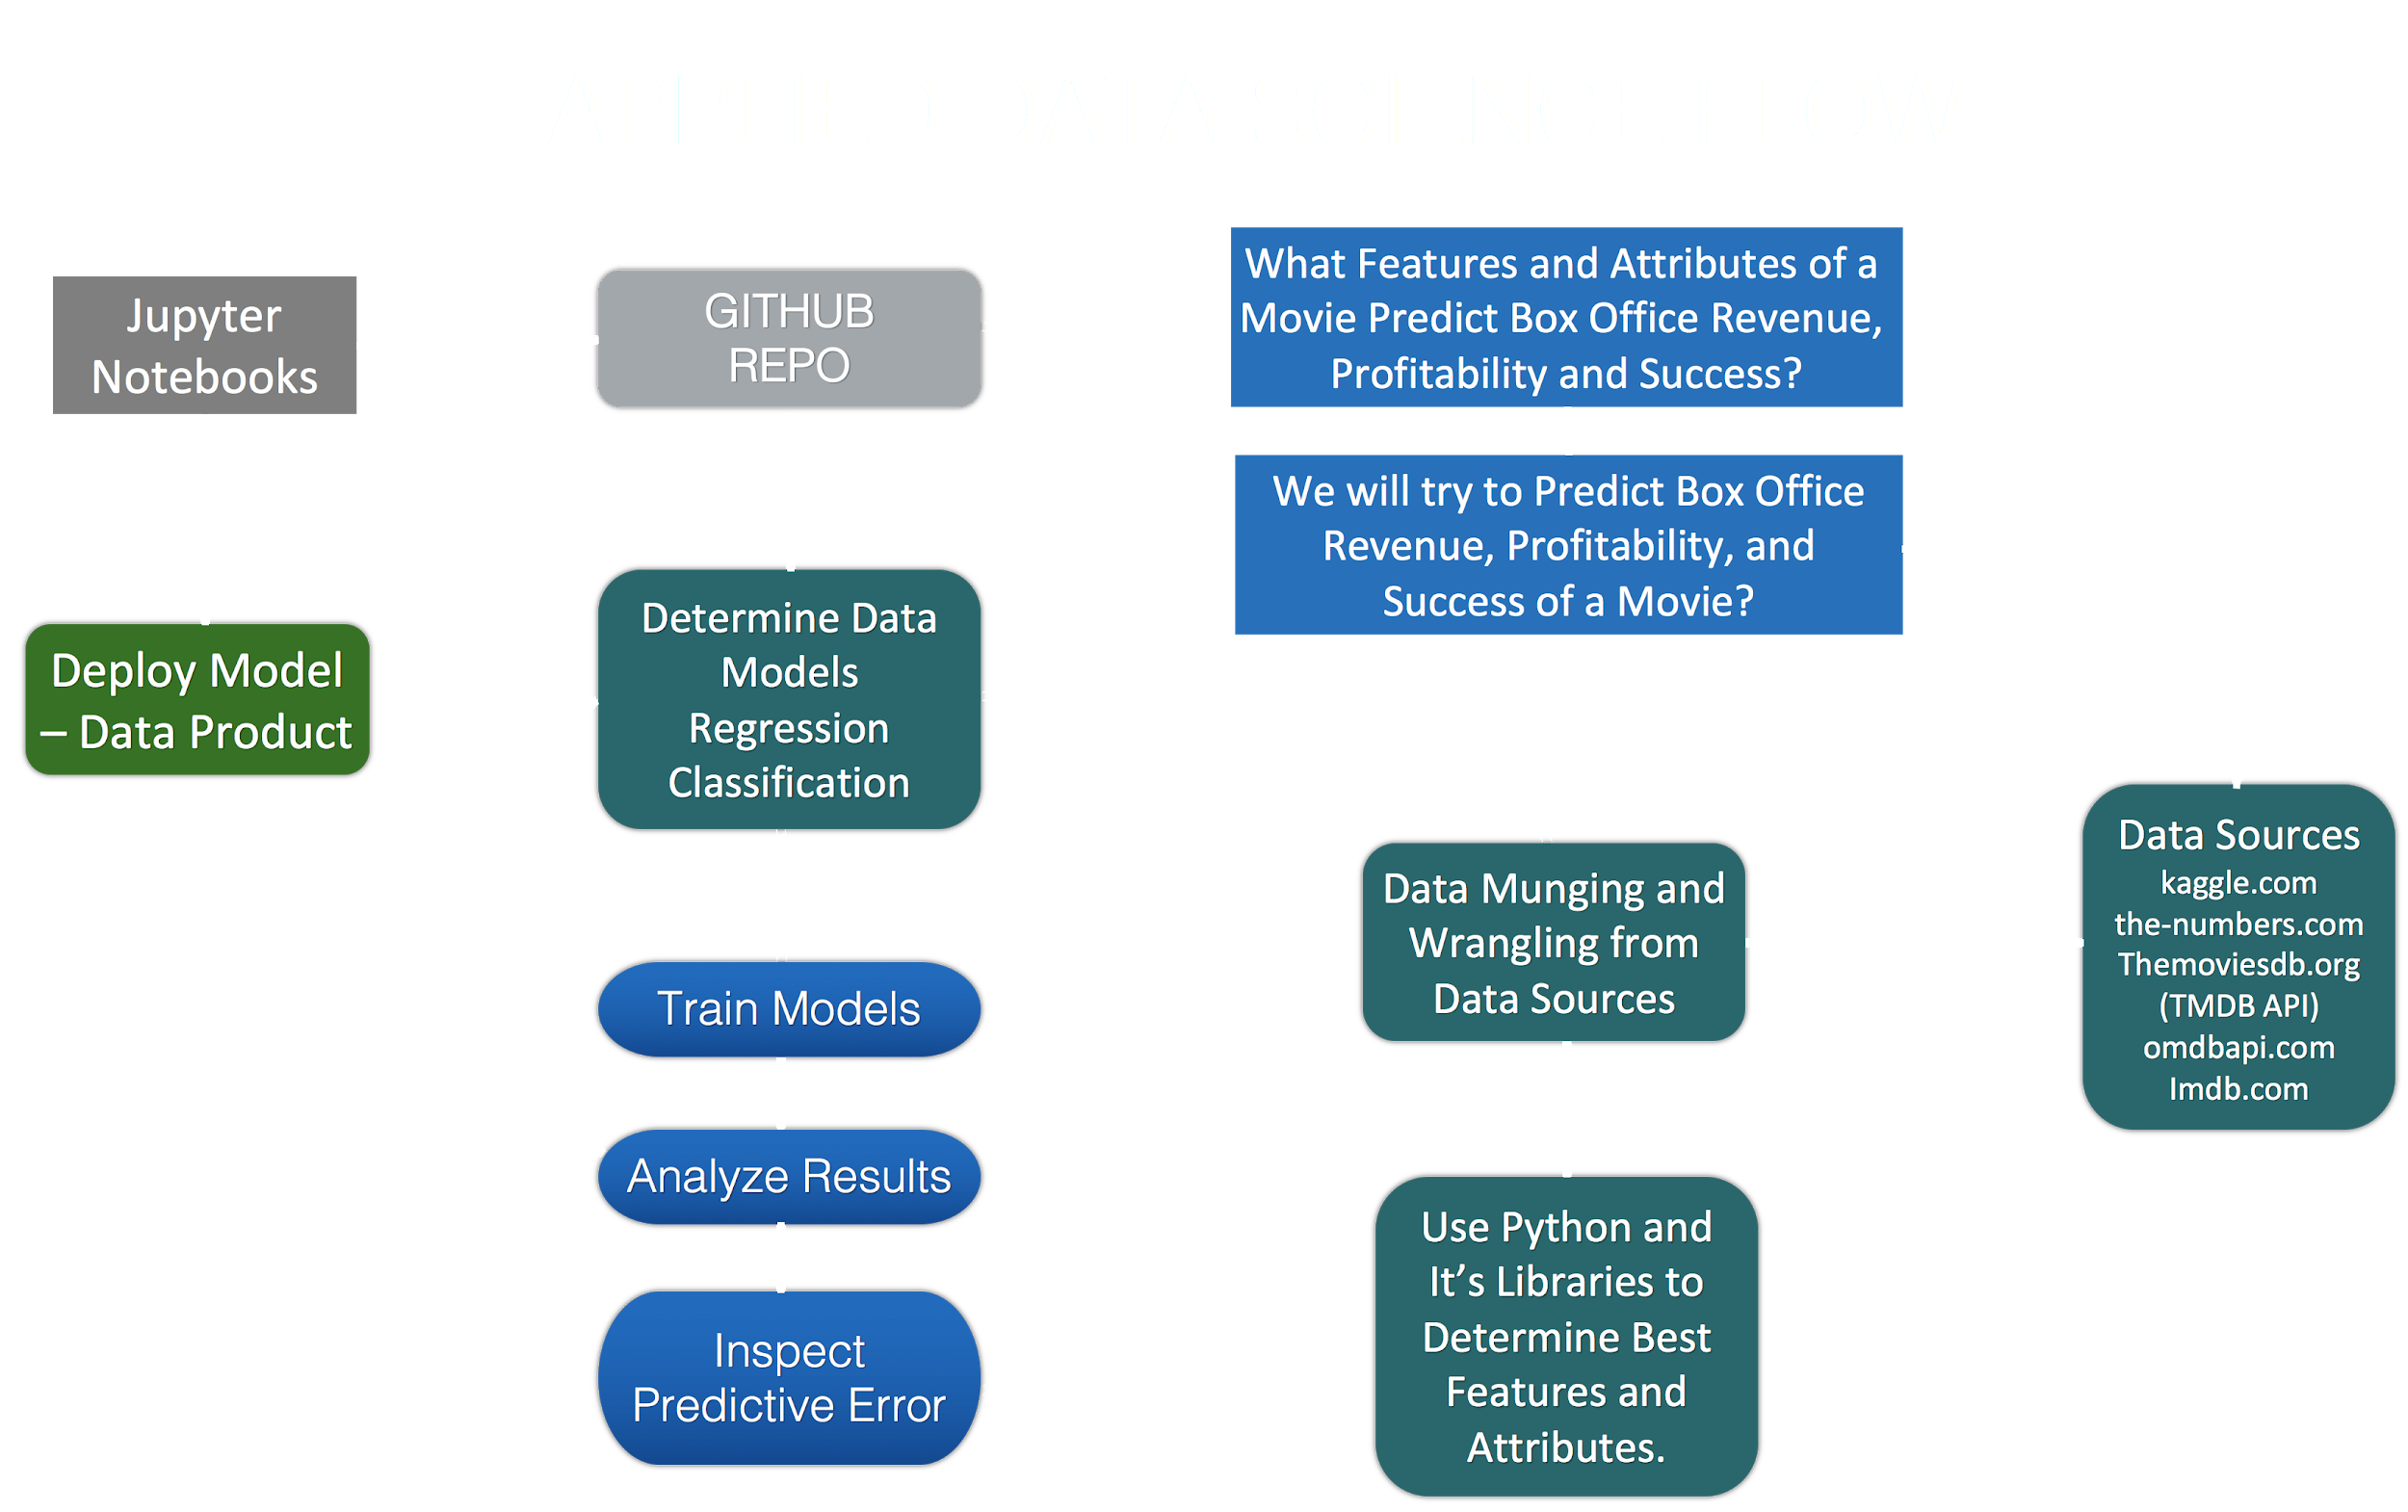 Jupyter
Notebooks
GITHUB
REPO
What Features and Attributes of a
Movie Predict Box Office Revenue,
Profitability and Success?
We will try to Predict Box Office
Revenue, Profitability, and
Success of a Movie?
Deploy Model
– Data Product
Determine Data
Models
Regression
Classification
Data Munging and
Wrangling from
Data Sources
Data Sources
kaggle.com
the-numbers.com
Themoviesdb.org
(TMDB API)
omdbapi.com
Imdb.com
Train Models
Analyze Results
Inspect
Predictive Error
Use Python and
It’s Libraries to
Determine Best
Features and
Attributes.